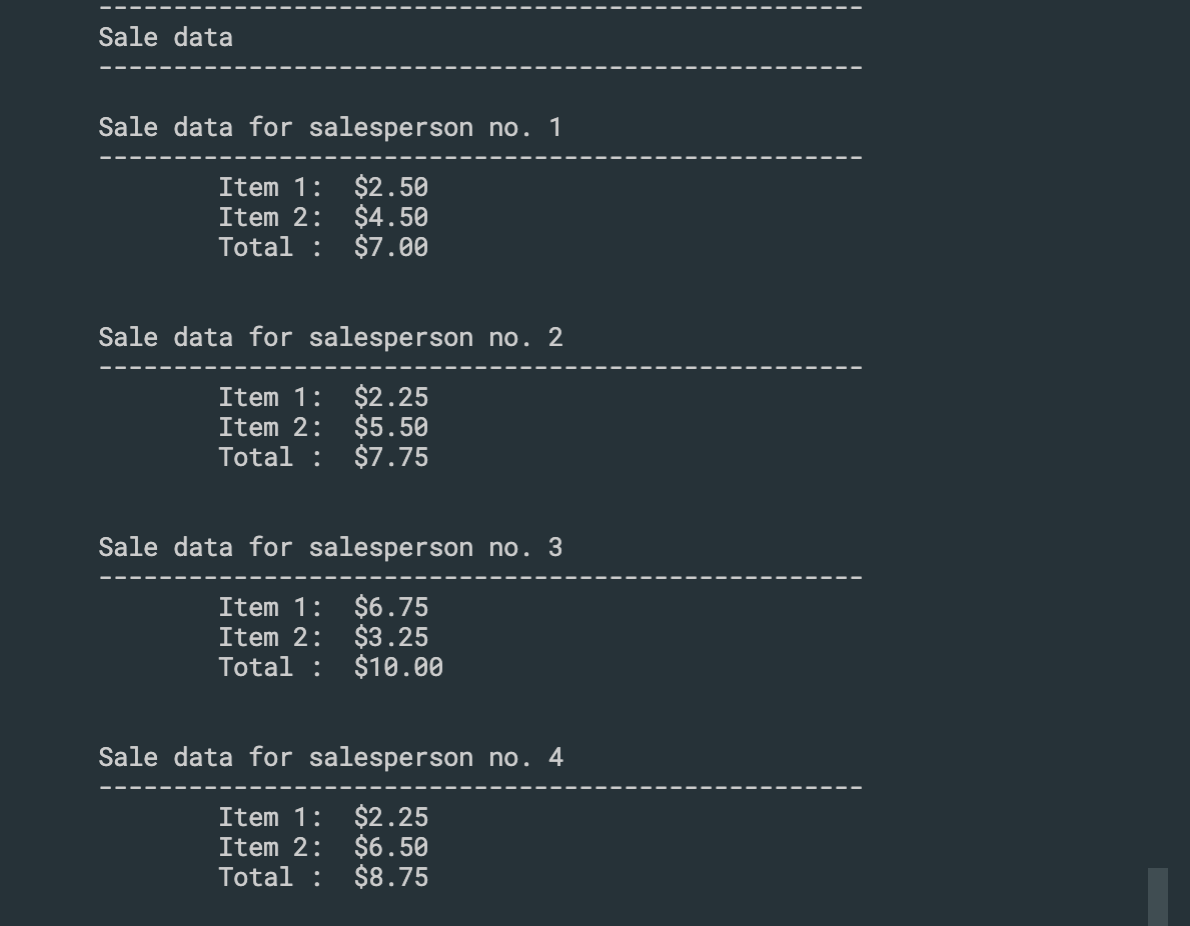 ---------------------------------------------------
Sale data
---------------------------------------------------
Sale data for salesperson no. 1
---------------------------------------------------
Item 1:  $2.50
Item 2:  $4.50
Total :  $7.00
Sale data for salesperson no. 2
---------------------------------------------------
Item 1:  $2.25
Item 2:  $5.50
Total :  $7.75
Sale data for salesperson no. 3
---------------------------------------------------
Item 1:  $6.75
Item 2:  $3.25
Total :  $10.00
Sale data for salesperson no. 4
---------------------------------------------------
Item 1:  $2.25
Item 2:  $6.50
Total :  $8.75